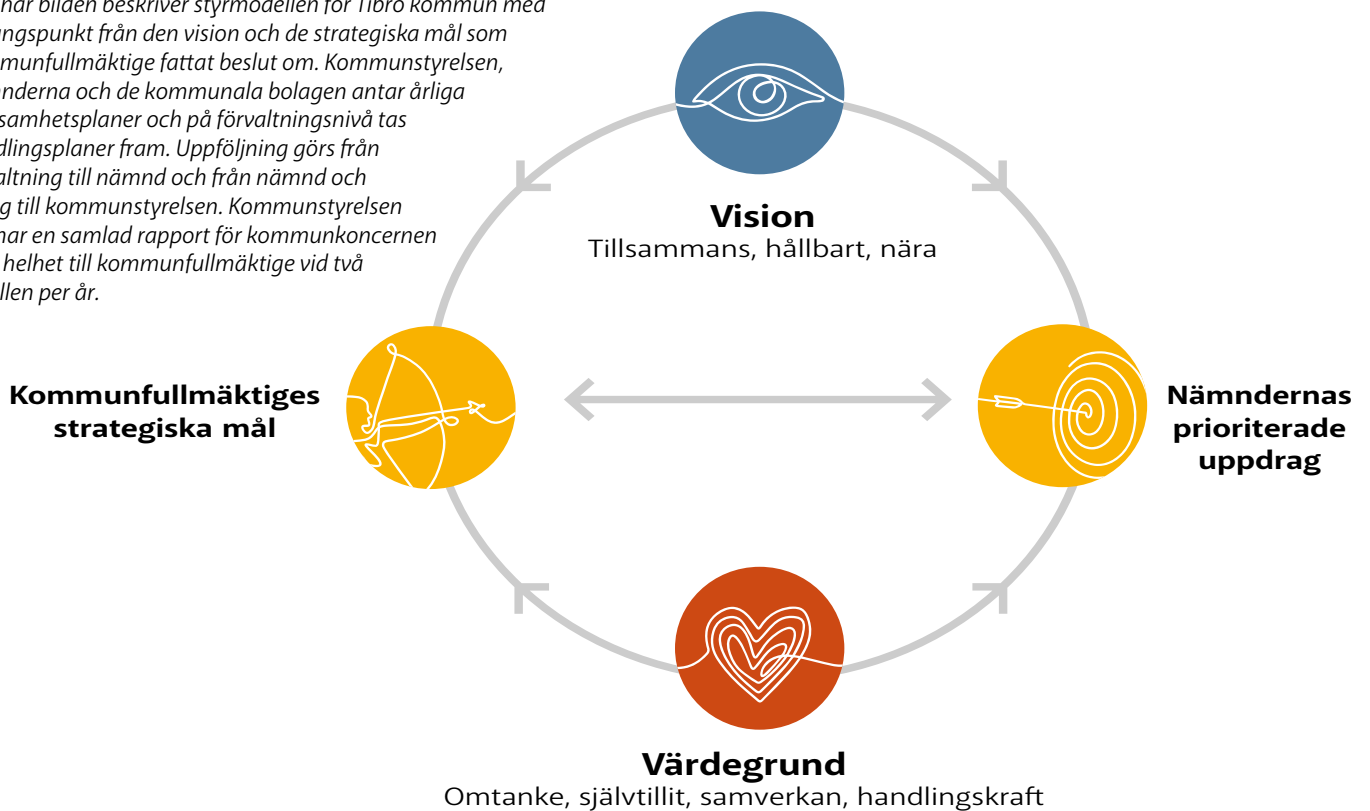 när bilden beskriver styrmodellen för Tibro kommun med
ngspunkt från den vision och de strategiska mål som
munfullmäktige fattat beslut om. Kommunstyrelsen,
nderna och de kommunala bolagen antar årliga
samhetsplaner och på förvaltningsnivå tas
dlingsplaner fram. Uppföljning görs från
altning till nämnd och från nämnd och
g till kommunstyrelsen. Kommunstyrelsen
nar en samlad rapport för kommunkoncernen
helhet till kommunfullmäktige vid två
llen per år.
Vision
Tillsammans, hållbart, nära
Kommunfullmäktiges
strategiska mål
Nämndernas
prioriterade
uppdrag
Värdegrund
Omtanke, självtillit, samverkan, handlingskraft